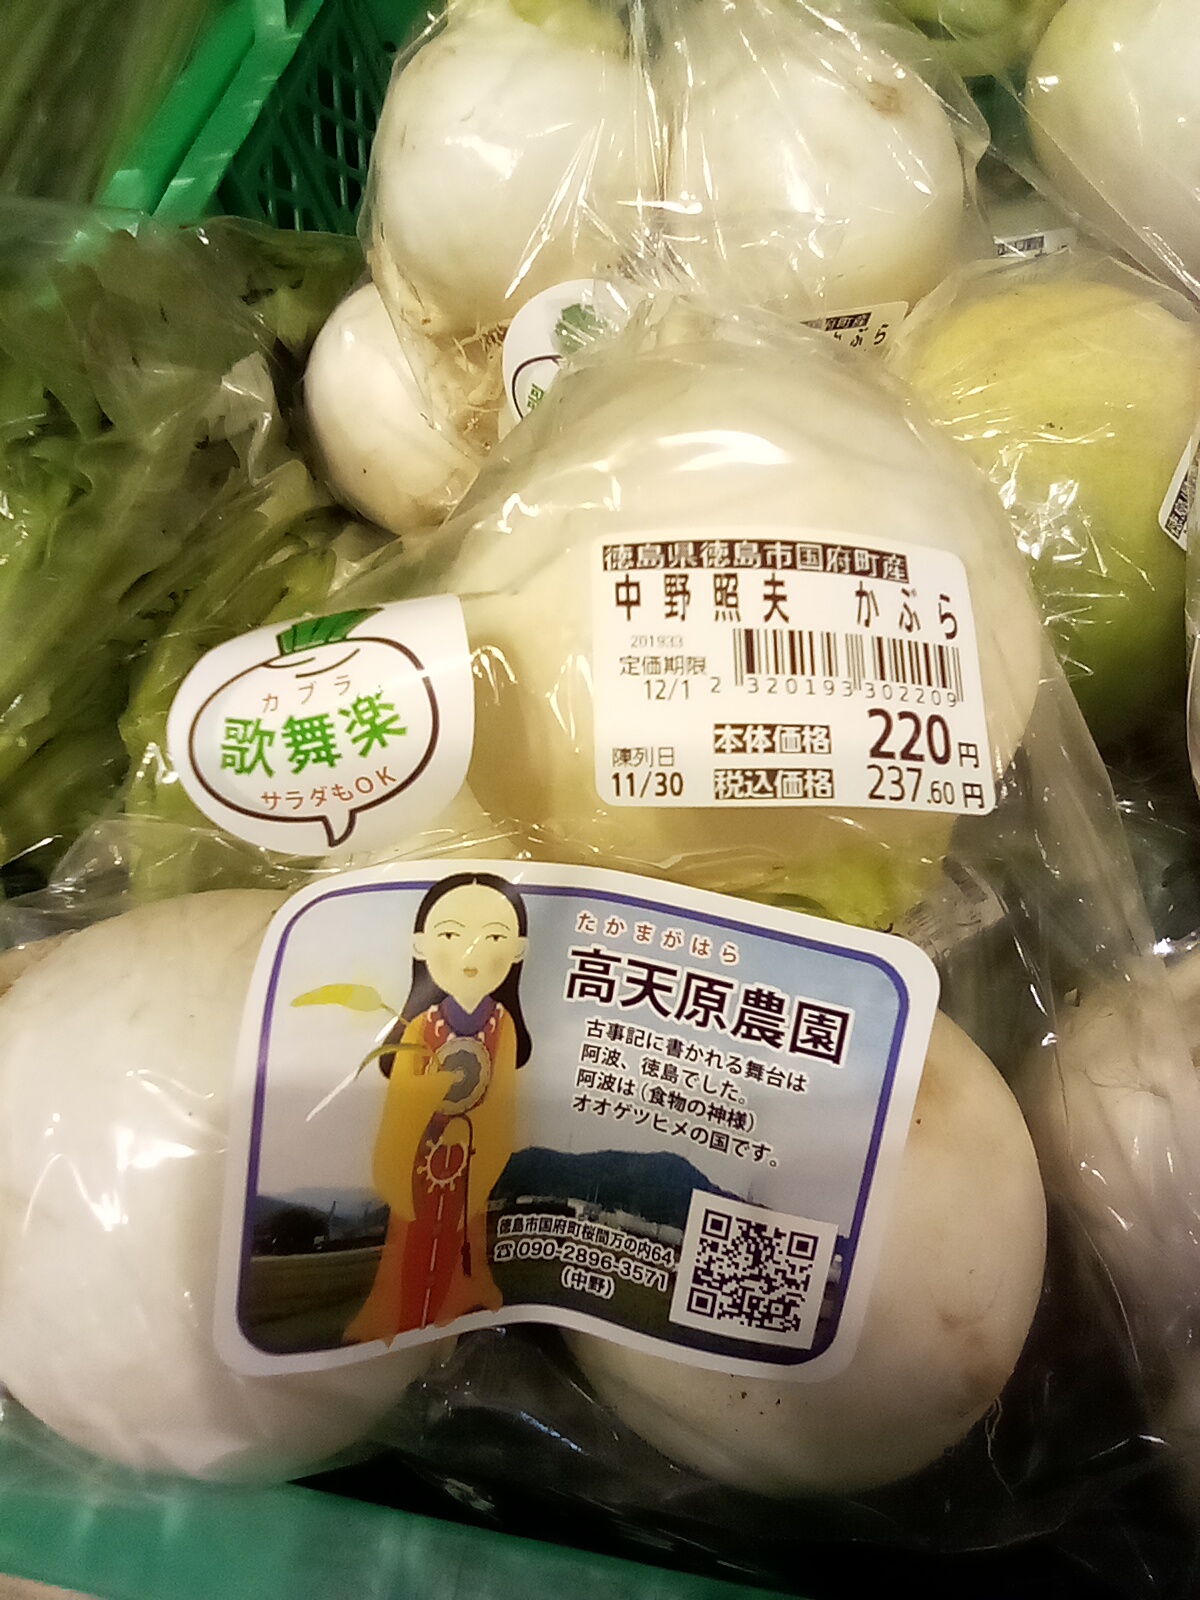 かぶら
徳島県徳島市国府町産
中野照夫 かぶら
201933
定価期限
12/1
2 320193 302209
本体価格 220円
陳列日
11/30
税込価格 237.60円
カブラ
歌舞楽
サラダもOK
たかまがはら
高天原農園
古事記に書かれる舞台は
阿波、徳島でした。
阿波は(食物の神様)
オオゲツヒメの国です。
徳島市国府町桜間万の内64
☎ 090-2896-3571
(中野)